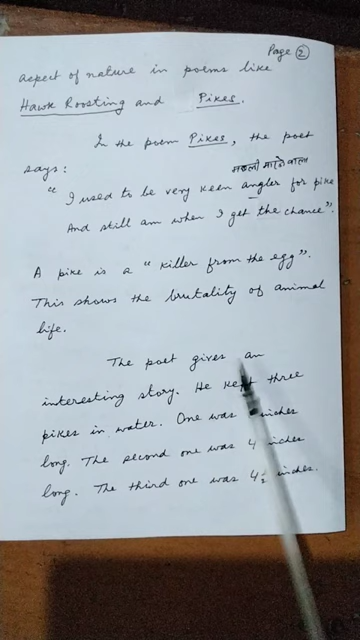 Page 2
aspect of nature in poems like
Hawk Roosting and Pikes.
In the poem Pikes, the poet
says:
मछली मारने वाला
"I used to be very keen angler for pike
And still am when I get the chance".
A pike is a "killer from the egg".
This shows the brutality of animal
life.
The poet gives an
interesting story. He kept three
pikes in water. One was inches
long. The second one was 4 inches
long. The third one was 4½ inches.